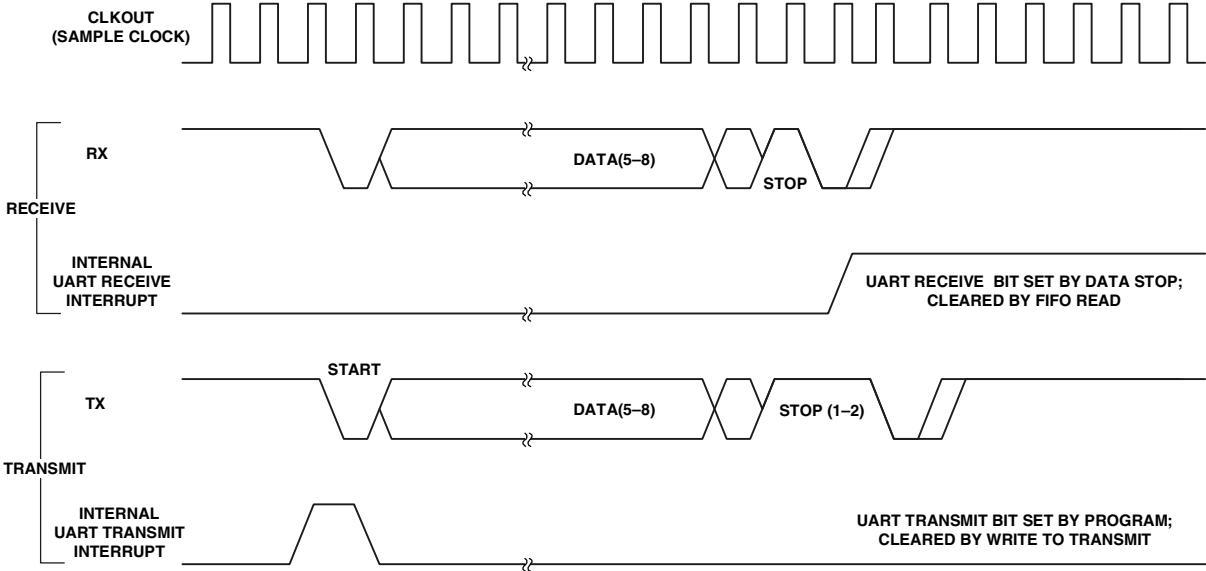 CLKOUT
(SAMPLE CLOCK)
RX
DATA(5–8)
STOP
RECEIVE
INTERNAL
UART RECEIVE
INTERRUPT
UART RECEIVE BIT SET BY DATA STOP;
CLEARED BY FIFO READ
START
TX
DATA(5–8)
STOP (1–2)
TRANSMIT
INTERNAL
UART TRANSMIT
INTERRUPT
UART TRANSMIT BIT SET BY PROGRAM;
CLEARED BY WRITE TO TRANSMIT